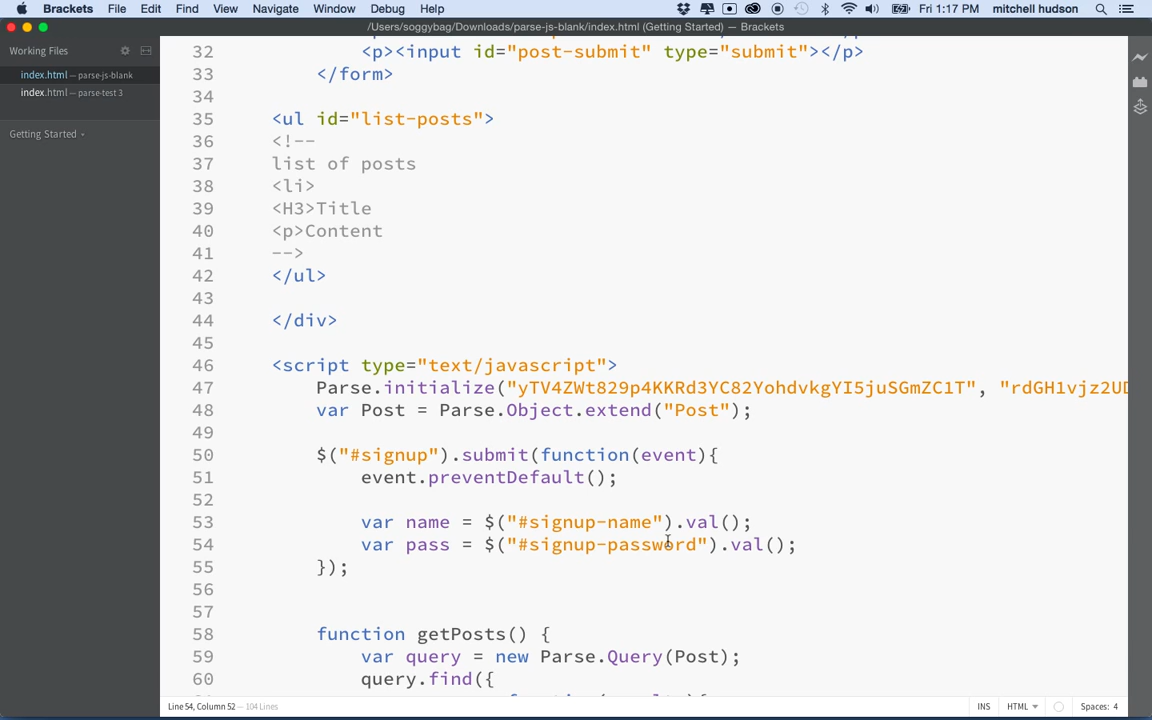 Brackets File Edit View Find Navigate Window Debug Help Fri 1:17 PM mitchell hudson
/Users/soggybag/Downloads/parse-js-blank/index.html (Getting Started) — Brackets
Working Files
index.html — parse-js-blank
index.html — parse-test 3
Getting Started
32 <p><input id="post-submit" type="submit"></p>
33 </form>
34
35 <ul id="list-posts">
36 <!--
37 list of posts
38 <li>
39 <H3>Title
40 <p>Content
41 -->
42 </ul>
43
44 </div>
45
46 <script type="text/javascript">
47 Parse.initialize("yTV4ZWt829p4KKRd3YC82YohdvkgYI5juSGmZC1T", "rdGH1vjz2UD
48 var Post = Parse.Object.extend("Post");
49
50 $("#signup").submit(function(event){
51 event.preventDefault();
52
53 var name = $("#signup-name").val();
54 var pass = $("#signup-password").val();
55 });
56
57
58 function getPosts() {
59 var query = new Parse.Query(Post);
60 query.find({
Line 54, Column 52 — 104 Lines INS HTML Spaces: 4